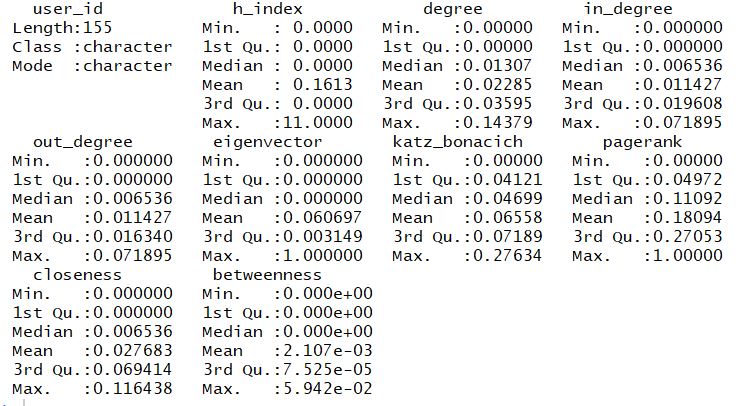 user_id h_index degree in_degree
Length:155 Min. : 0.0000 Min. :0.00000 Min. :0.000000
Class :character 1st Qu.: 0.0000 1st Qu.:0.00000 1st Qu.:0.000000
Mode :character Median : 0.0000 Median :0.01307 Median :0.006536
Mean : 0.1613 Mean :0.02285 Mean :0.011427
3rd Qu.: 0.0000 3rd Qu.:0.03595 3rd Qu.:0.019608
Max. :11.0000 Max. :0.14379 Max. :0.071895
out_degree eigenvector katz_bonacich pagerank
Min. :0.000000 Min. :0.000000 Min. :0.00000 Min. :0.00000
1st Qu.:0.000000 1st Qu.:0.000000 1st Qu.:0.04121 1st Qu.:0.04972
Median :0.006536 Median :0.000000 Median :0.04699 Median :0.11092
Mean :0.011427 Mean :0.060697 Mean :0.06558 Mean :0.18094
3rd Qu.:0.016340 3rd Qu.:0.003149 3rd Qu.:0.07189 3rd Qu.:0.27053
Max. :0.071895 Max. :1.000000 Max. :0.27634 Max. :1.00000
closeness betweenness
Min. :0.000000 Min. :0.000e+00
1st Qu.:0.000000 1st Qu.:0.000e+00
Median :0.006536 Median :0.000e+00
Mean :0.027683 Mean :2.107e-03
3rd Qu.:0.069414 3rd Qu.:7.525e-05
Max. :0.116438 Max. :5.942e-02